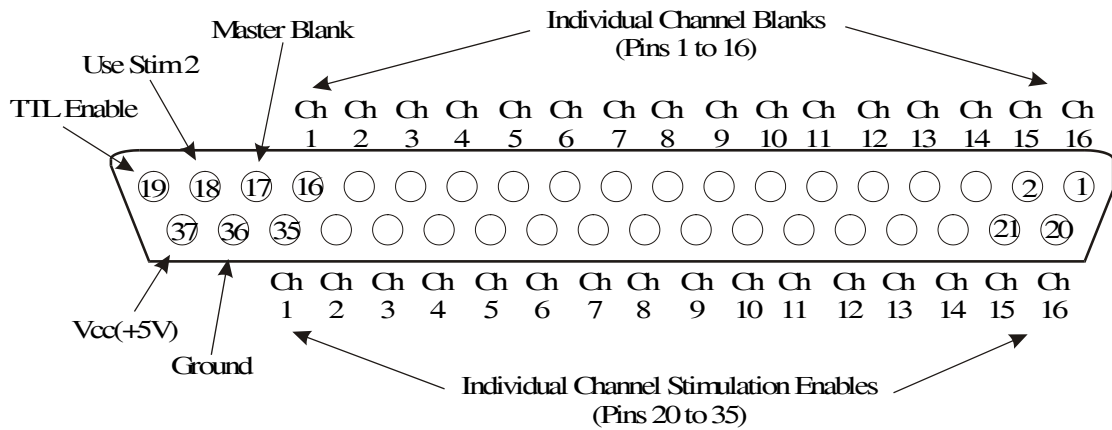 Individual Channel Blanks
(Pins 1 to 16)
Master Blank
Use Stim 2
TTL Enable
Ch Ch Ch Ch Ch Ch Ch Ch Ch Ch Ch Ch Ch Ch Ch Ch
1 2 3 4 5 6 7 8 9 10 11 12 13 14 15 16
19 18 17 16 2 1
37 36 35 21 20
Ch Ch Ch Ch Ch Ch Ch Ch Ch Ch Ch Ch Ch Ch Ch Ch
1 2 3 4 5 6 7 8 9 10 11 12 13 14 15 16
Vcc(+5V)
Ground
Individual Channel Stimulation Enables
(Pins 20 to 35)